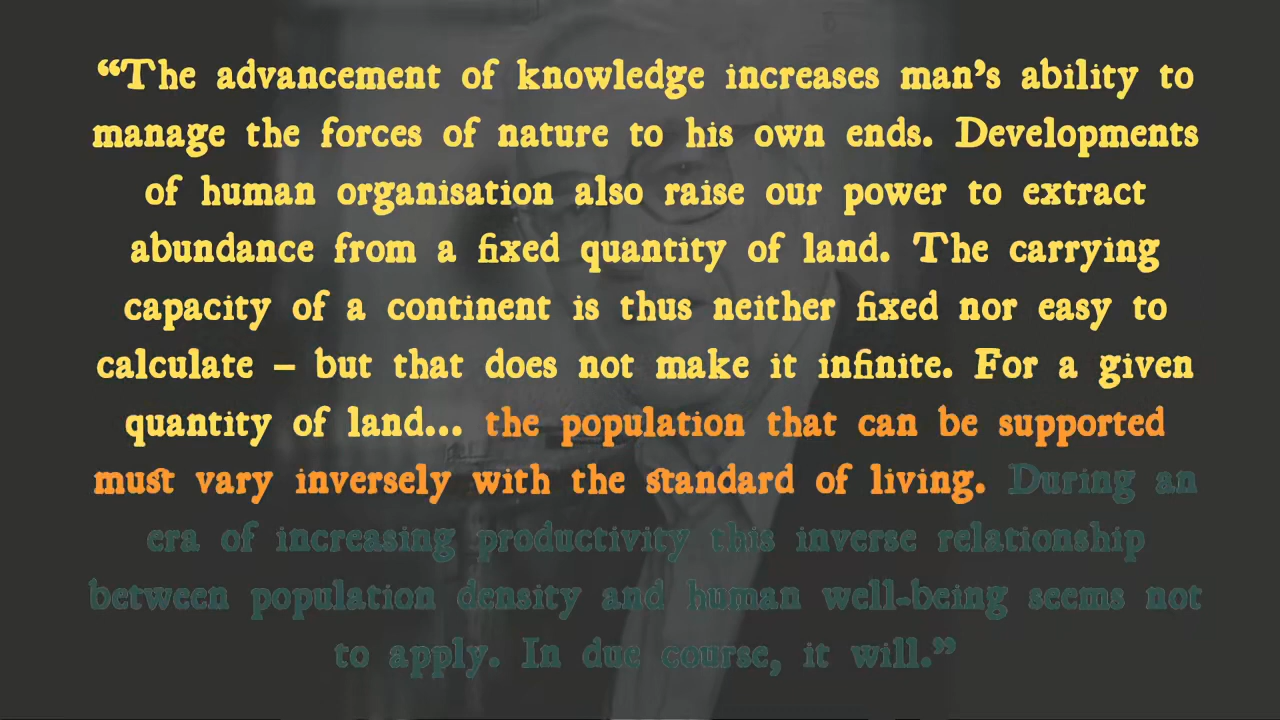 “The advancement of knowledge increases man’s ability to
manage the forces of nature to his own ends. Developments
of human organisation also raise our power to extract
abundance from a fixed quantity of land. The carrying
capacity of a continent is thus neither fixed nor easy to
calculate – but that does not make it infinite. For a given
quantity of land... the population that can be supported
must vary inversely with the standard of living. During an
era of increasing productivity this inverse relationship
between population density and human well-being seems not
to apply. In due course, it will.”